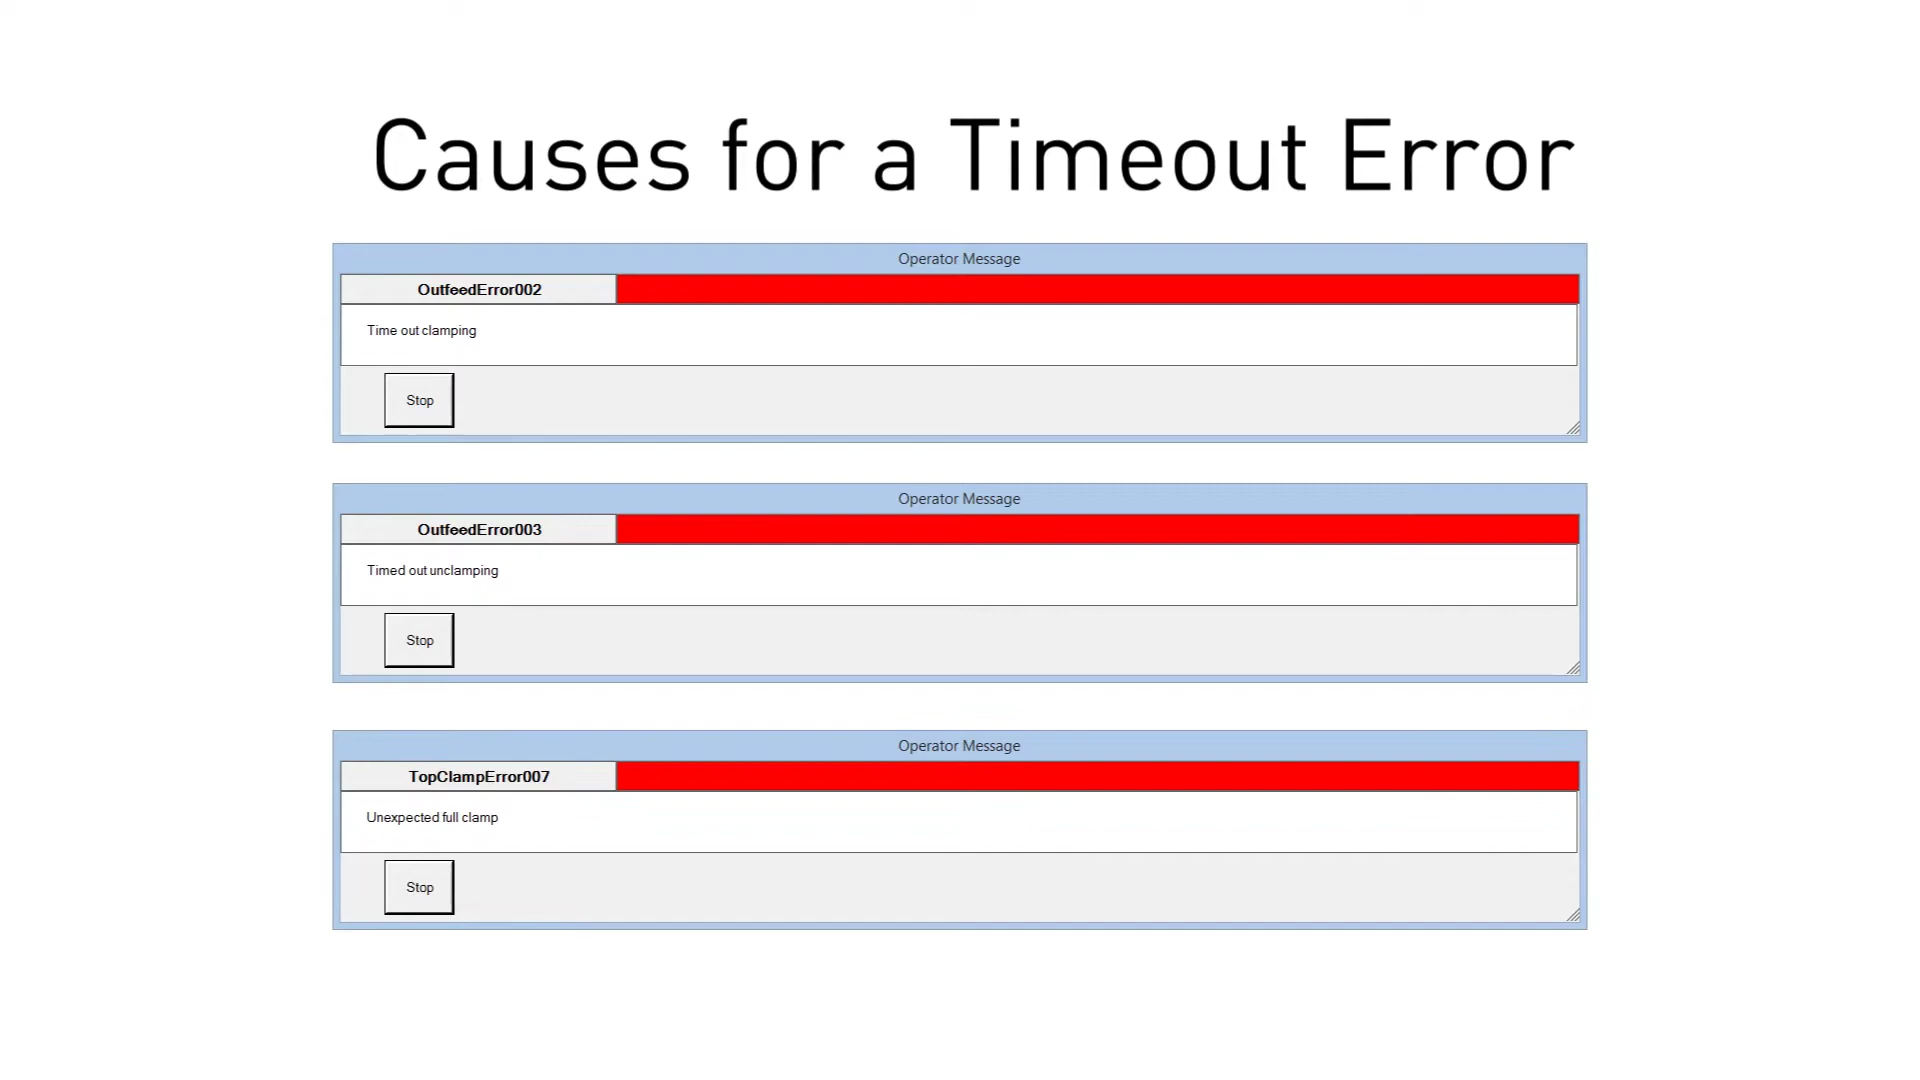 Causes for a Timeout Error
Operator Message
OutfeedError002
Time out clamping
Stop
Operator Message
OutfeedError003
Timed out unclamping
Stop
Operator Message
TopClampError007
Unexpected full clamp
Stop